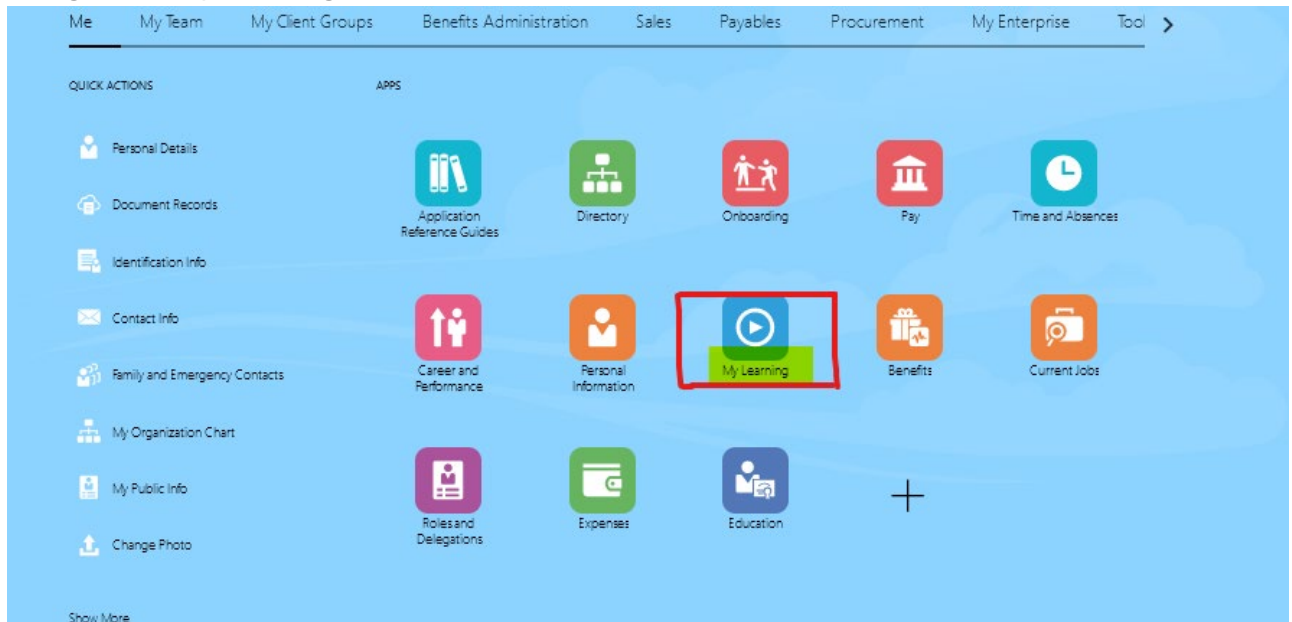 Me My Team My Client Groups Benefits Administration Sales Payables Procurement My Enterprise Tool
QUICK ACTIONS
APPS
Personal Details
Document Records
Identification Info
Contact Info
Family and Emergency Contacts
My Organization Chart
My Public Info
Change Photo
Show More
Application
Reference Guides
Directory
Onboarding
Pay
Time and Absences
Career and
Performance
Personal
Information
My Learning
Benefits
Current Jobs
Roles and
Delegations
Expenses
Education